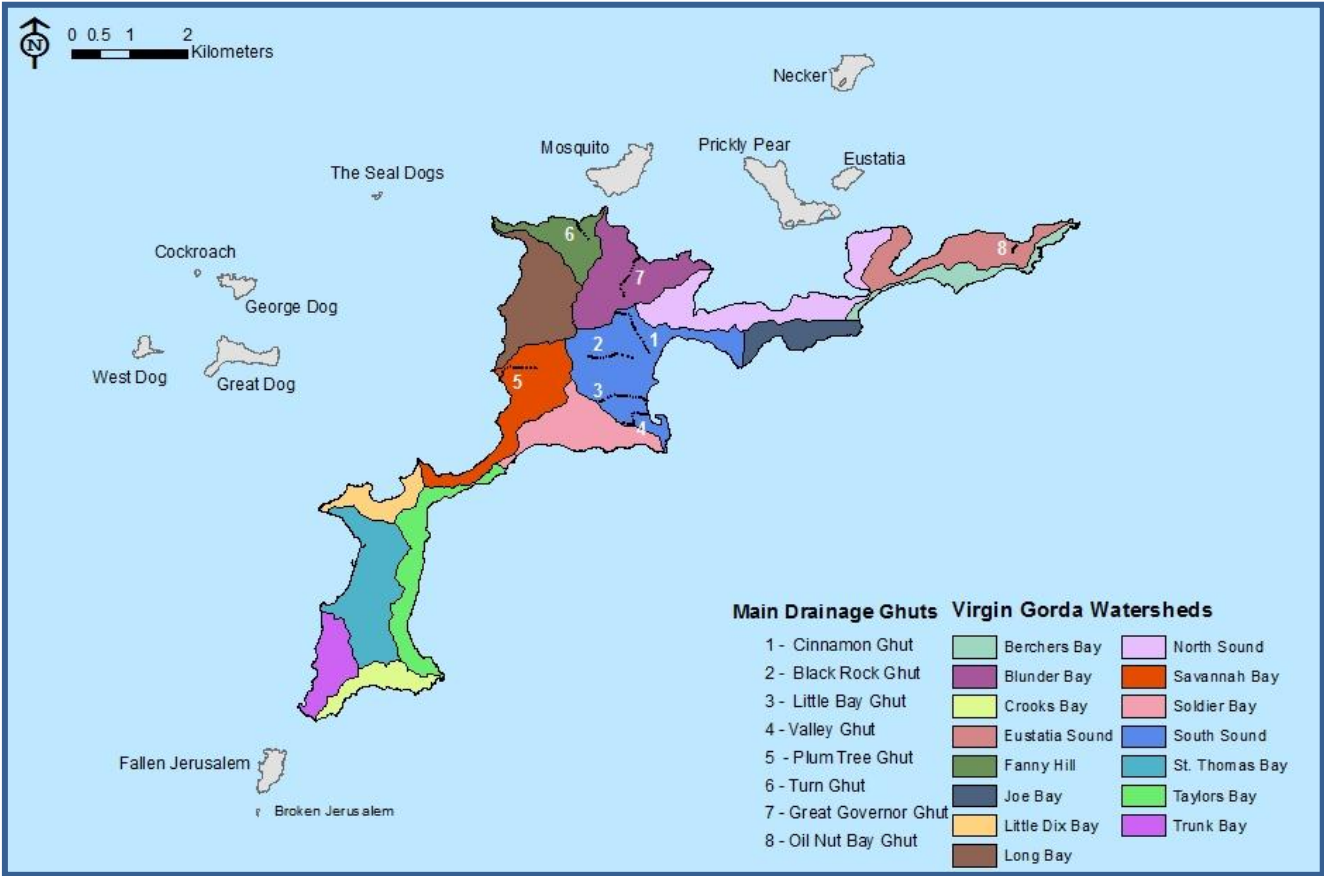 N
0 0.5 1 2
Kilometers
Necker
Mosquito
Prickly Pear
Eustatia
The Seal Dogs
Cockroach
George Dog
West Dog
Great Dog
6
7
8
1
2
5
3
4
Fallen Jerusalem
Broken Jerusalem
Main Drainage Ghuts
1 - Cinnamon Ghut
2 - Black Rock Ghut
3 - Little Bay Ghut
4 - Valley Ghut
5 - Plum Tree Ghut
6 - Turn Ghut
7 - Great Governor Ghut
8 - Oil Nut Bay Ghut
Virgin Gorda Watersheds
Berchers Bay
Blunder Bay
Crooks Bay
Eustatia Sound
Fanny Hill
Joe Bay
Little Dix Bay
Long Bay
North Sound
Savannah Bay
Soldier Bay
South Sound
St. Thomas Bay
Taylors Bay
Trunk Bay